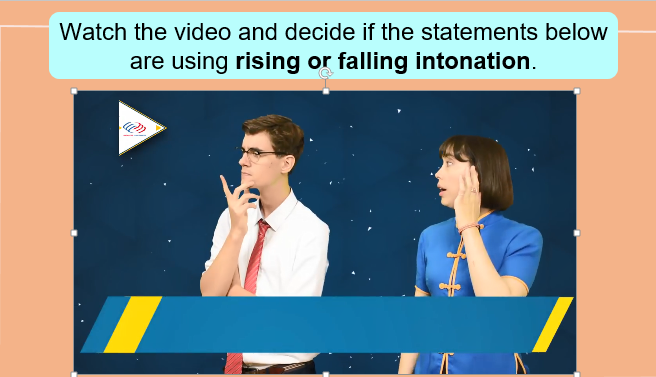 Watch the video and decide if the statements below
are using rising or falling intonation.